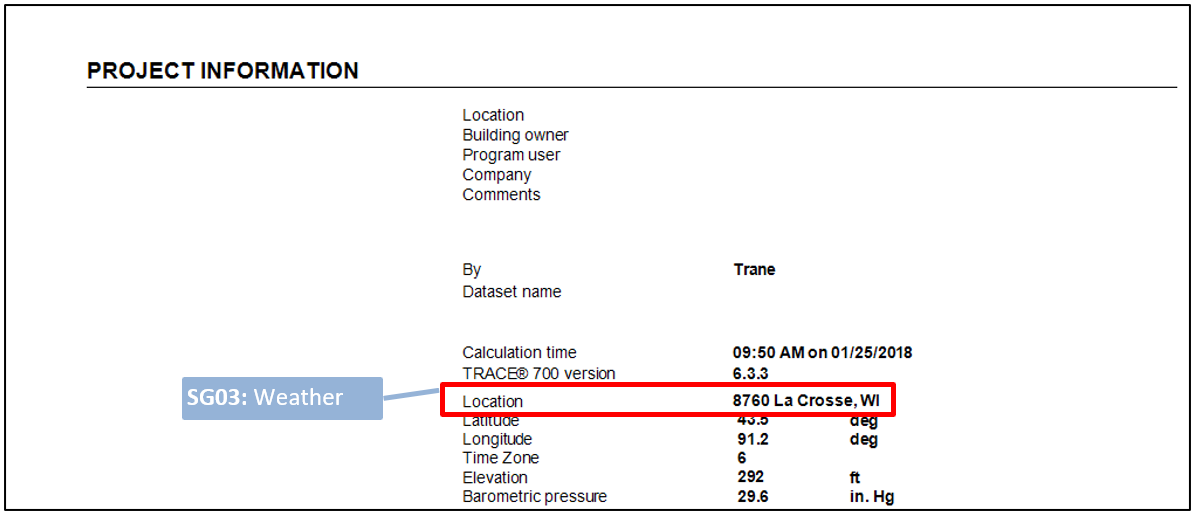 PROJECT INFORMATION
Location
Building owner
Program user
Company
Comments
By Trane
Dataset name
Calculation time 09:50 AM on 01/25/2018
TRACE® 700 version 6.3.3
SG03: Weather
Location 8760 La Crosse, WI
Latitude 43.5 deg
Longitude 91.2 deg
Time Zone 6
Elevation 292 ft
Barometric pressure 29.6 in. Hg